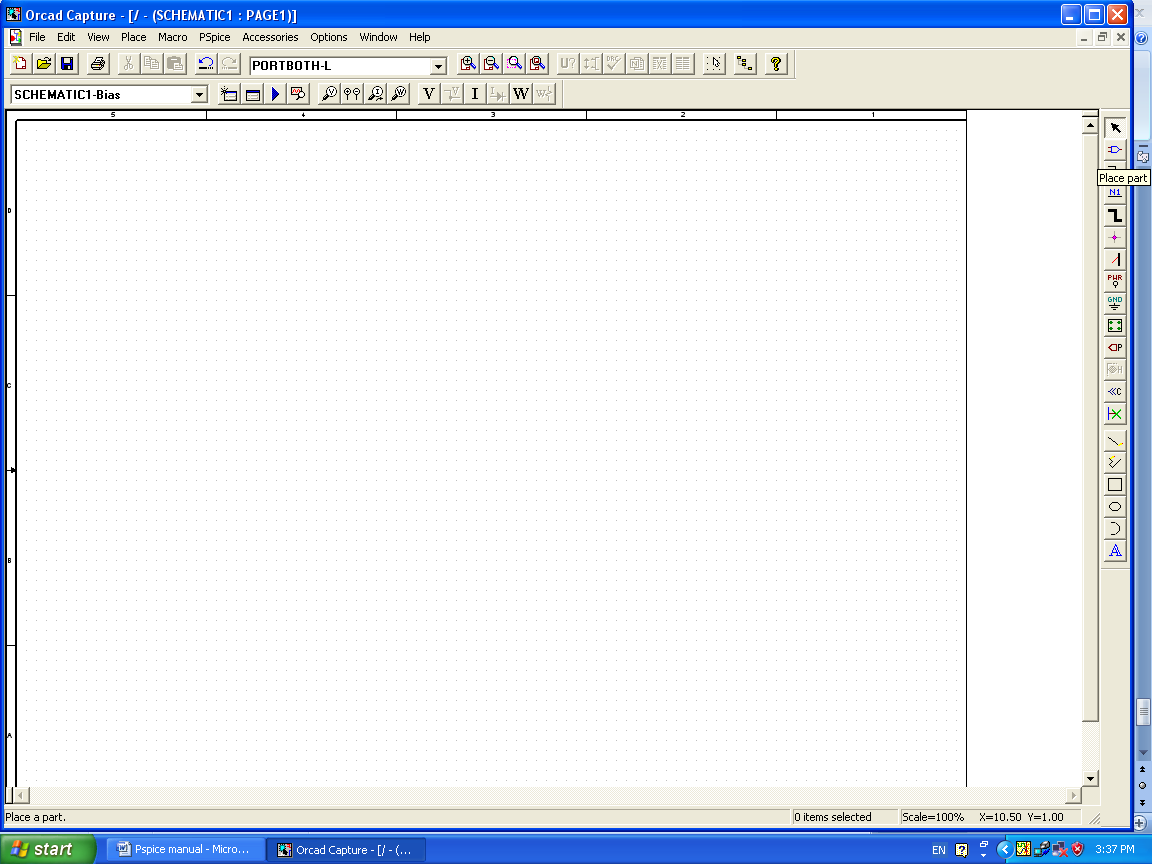 Orcad Capture - [/ - (SCHEMATIC1 : PAGE1)]
File Edit View Place Macro PSpice Accessories Options Window Help
PORTBOTH-L
U?
DRC
?
SCHEMATIC1-Bias
V V I I W W
5 4 3 2 1
D
C
B
A
Place part
N1
PWR
GND
P
C
A
Place a part.
0 items selected
Scale=100% X=10.50 Y=1.00
start
Pspice manual - Micro...
Orcad Capture - [/ - (...
EN
3:37 PM